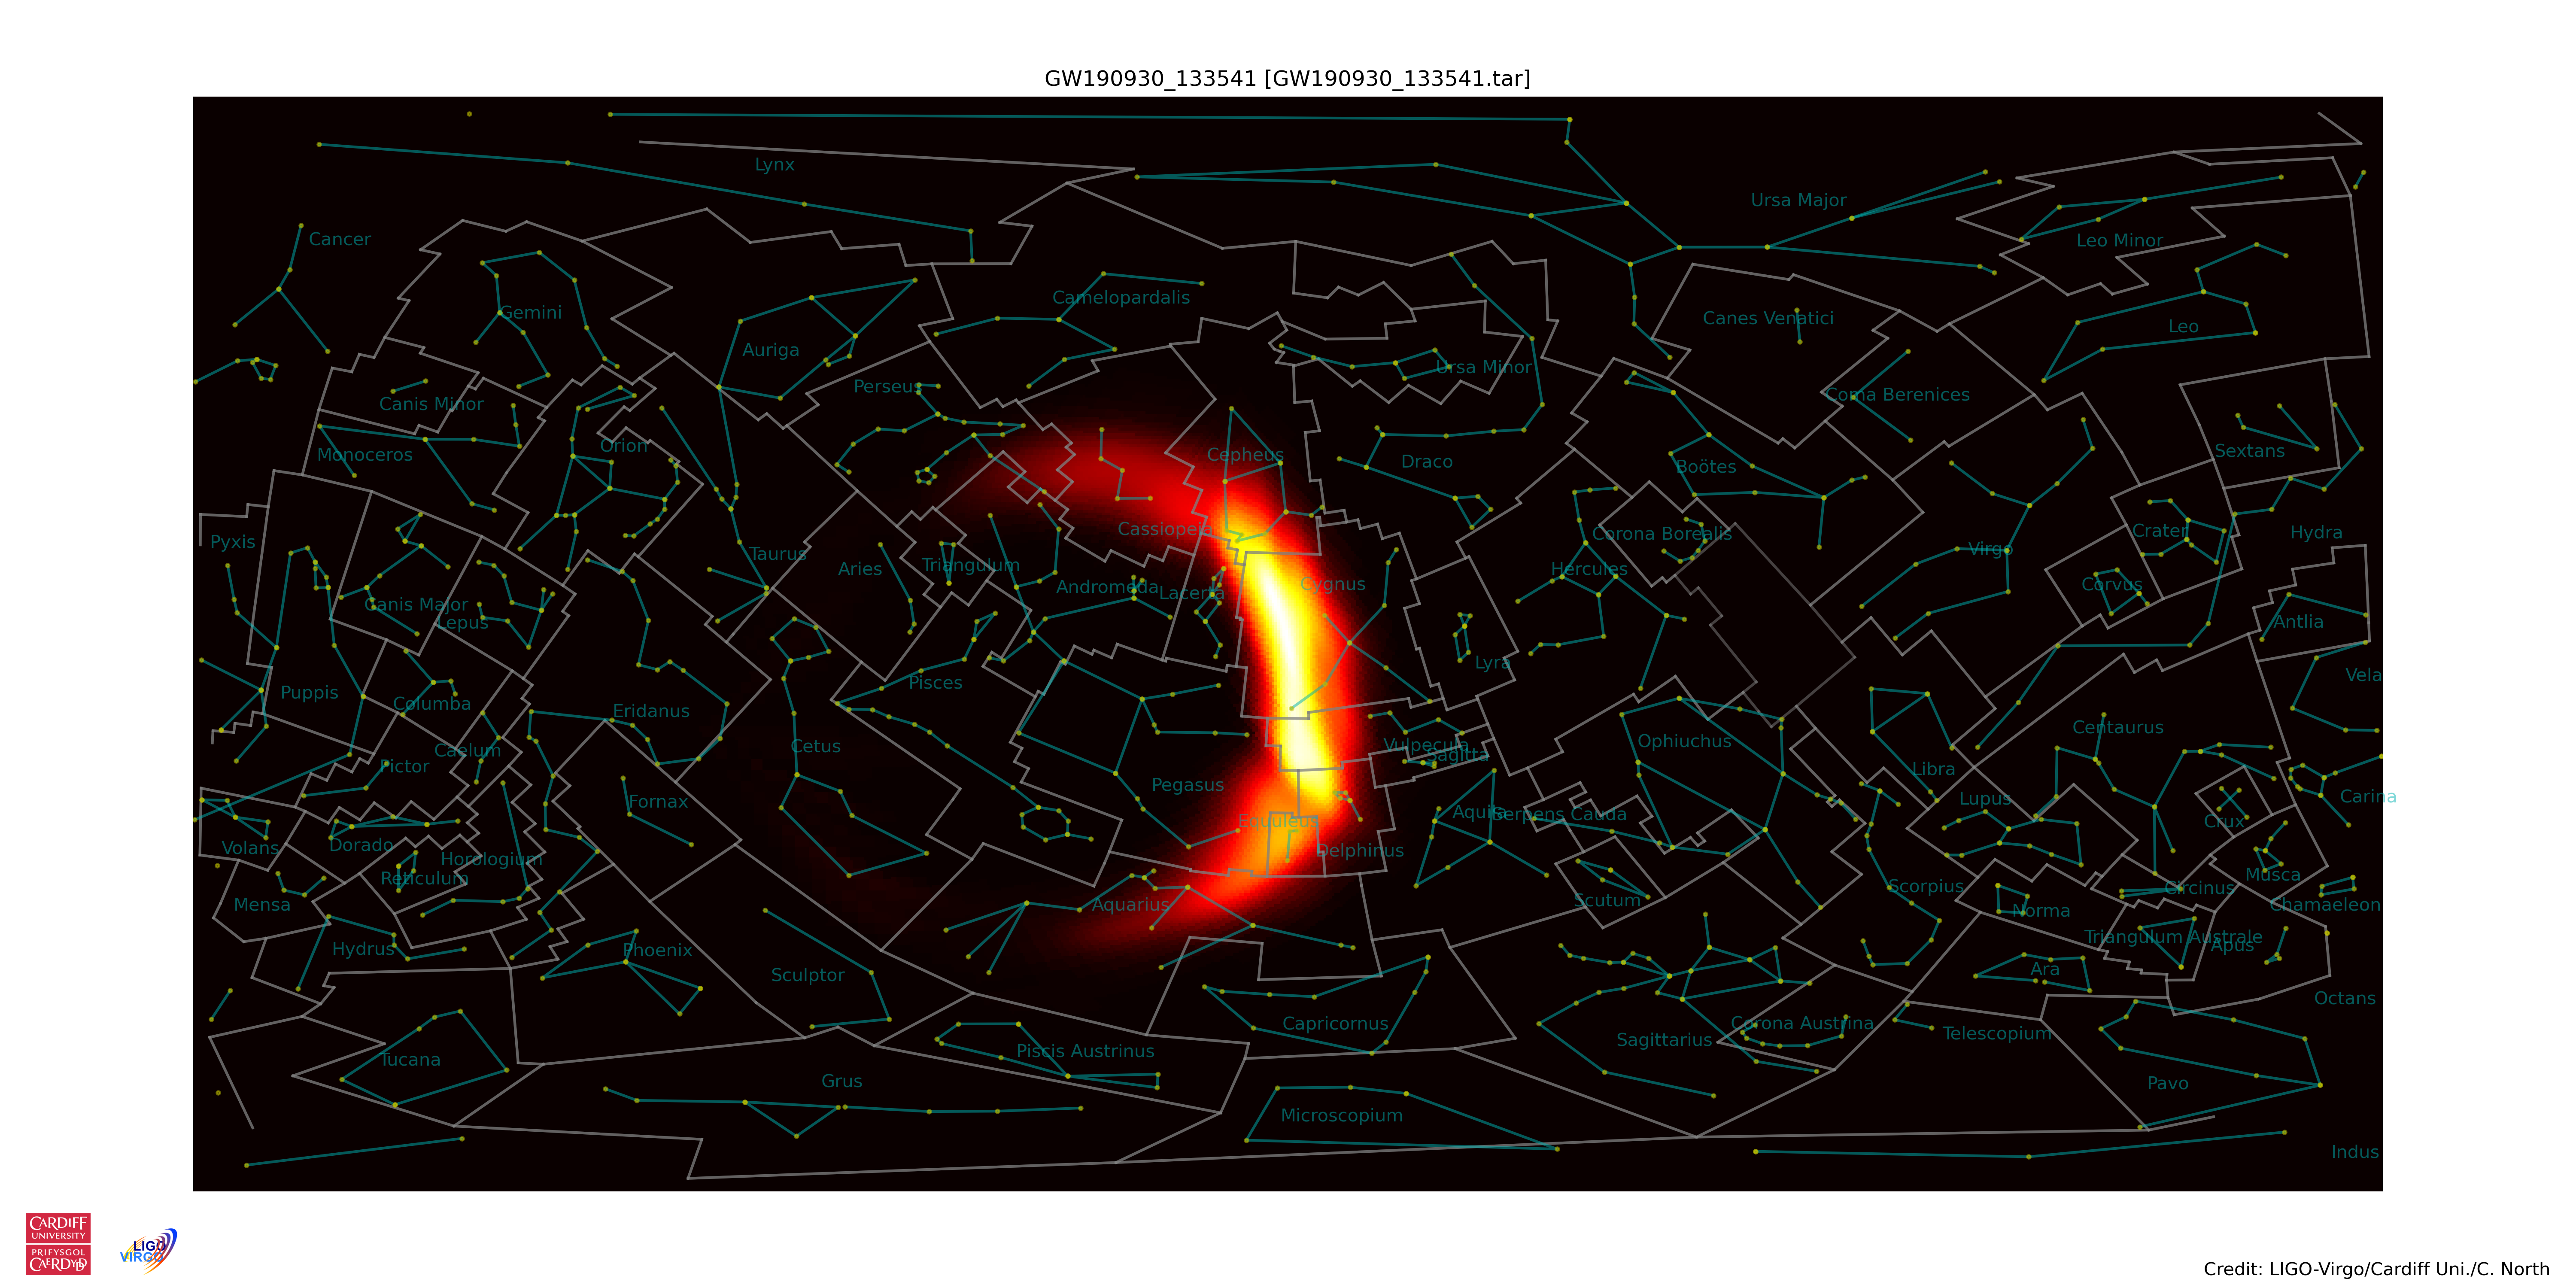 GW190930_133541 [GW190930_133541.tar]
Lynx
Ursa Major
Cancer
Leo Minor
Camelopardalis
Gemini
Canes Venatici
Leo
Auriga
Ursa Minor
Perseus
Coma Berenices
Canis Minor
Orion
Monoceros
Cepheus
Draco
Boötes
Sextans
Cassiopeia
Corona Borealis
Crater
Hydra
Pyxis
Taurus
Virgo
Aries
Triangulum
Hercules
Andromeda
Lacerta
Cygnus
Corvus
Canis Major
Lepus
Antlia
Lyra
Vela
Puppis
Pisces
Columba
Eridanus
Centaurus
Cetus
Caelum
Vulpecula
Sagitta
Ophiuchus
Pictor
Libra
Pegasus
Fornax
Lupus
Carina
Aquila
Serpens Cauda
Equuleus
Crux
Volans
Dorado
Horologium
Delphinus
Reticulum
Musca
Circinus
Scorpius
Mensa
Aquarius
Scutum
Norma
Chamaeleon
Hydrus
Phoenix
Triangulum Australe
Apus
Sculptor
Ara
Octans
Capricornus
Corona Austrina
Telescopium
Sagittarius
Piscis Austrinus
Tucana
Grus
Pavo
Microscopium
Indus
CARDIFF
UNIVERSITY
PRIFYSGOL
CAERDYDD
LIGO
VIRGO
Credit: LIGO-Virgo/Cardiff Uni./C. North